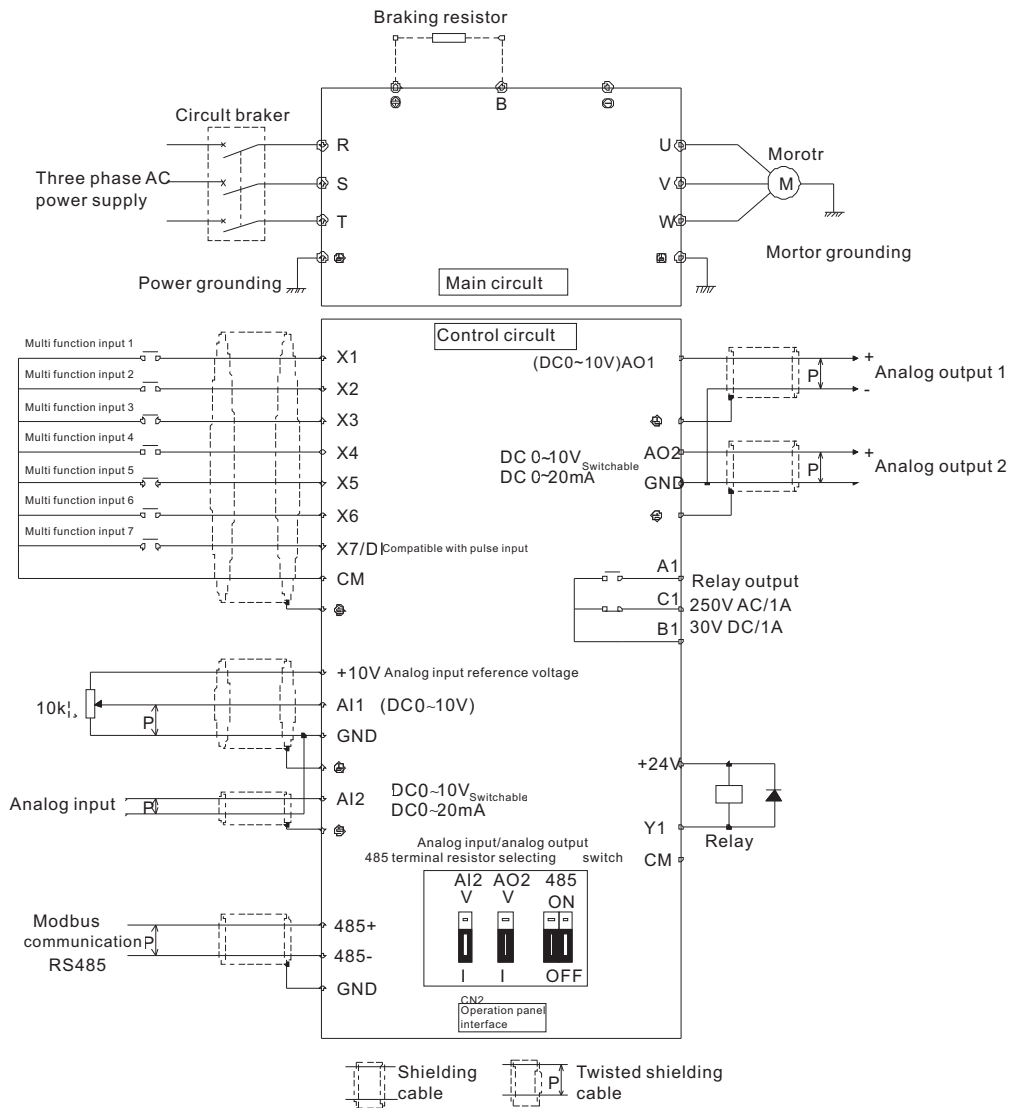 Braking resistor
B
Circult braker
R
S
T
Three phase AC
power supply
Power grounding
Main circult
U
V
W
Morotr
M
Mortor grounding
Control circult
Multi function input 1
Multi function input 2
Multi function input 3
Multi function input 4
Multi function input 5
Multi function input 6
Multi function input 7
X1
X2
X3
X4
X5
X6
X7/DI Compatible with pulse input
CM
(DC0~10V)AO1
P
+
-
Analog output 1
DC 0~10V
DC 0~20mA
Switchable
AO2
GND
P
+
Analog output 2
A1
C1
B1
Relay output
250V AC/1A
30V DC/1A
+10V Analog input reference voltage
10k
P
AI1 (DC0~10V)
GND
Analog input
P
AI2
DC0~10V
DC0~20mA
Switchable
+24V
Y1
CM
Relay
Analog input/analog output
485 terminal resistor selecting switch
AI2 AO2 485
V V ON
I I OFF
Modbus
communication
RS485
P
485+
485-
GND
CN2
Operation panel
interface
Shielding
cable
P
Twisted shielding
cable